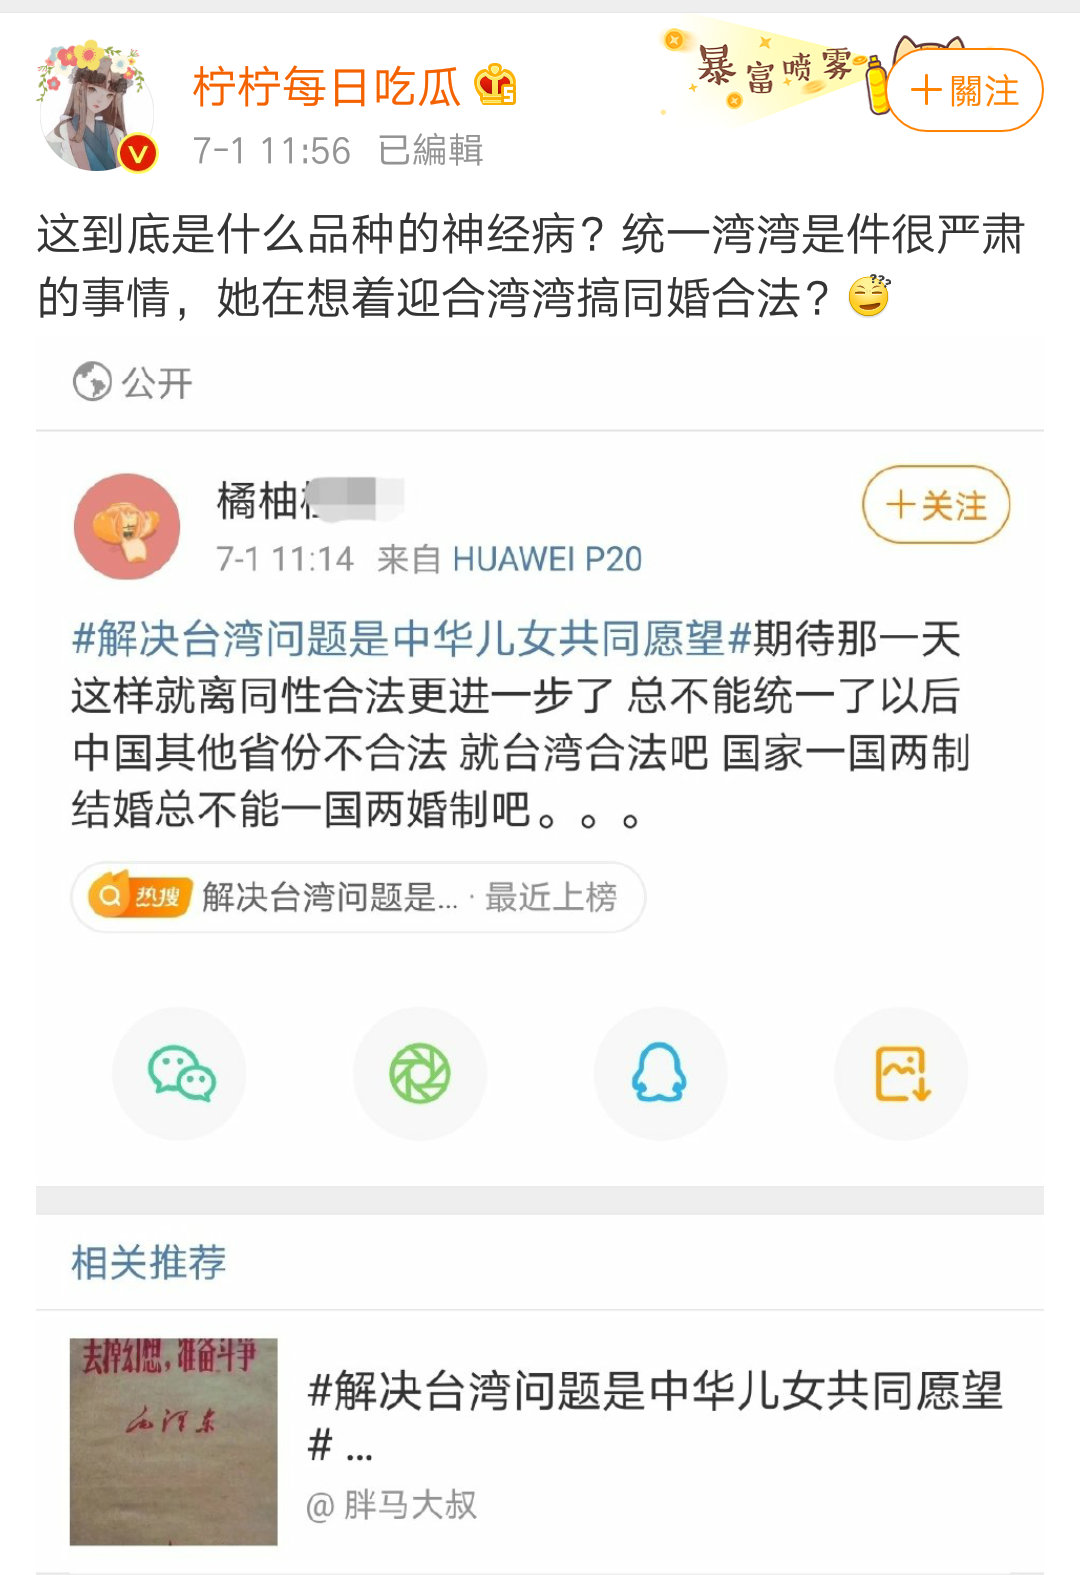 柠柠每日吃瓜
暴富喷雾
＋關注
7-1 11:56 已編輯
这到底是什么品种的神经病？统一湾湾是件很严肃
的事情，她在想着迎合湾湾搞同婚合法？
公开
橘柚
＋关注
7-1 11:14 来自 HUAWEI P20
#解决台湾问题是中华儿女共同愿望#期待那一天
这样就离同性合法更进一步了 总不能统一了以后
中国其他省份不合法 就台湾合法吧 国家一国两制
结婚总不能一国两婚制吧。。。
热搜 解决台湾问题是... · 最近上榜
相关推荐
去掉幻想，准备斗争
毛泽东
#解决台湾问题是中华儿女共同愿望
# ...
@ 胖马大叔